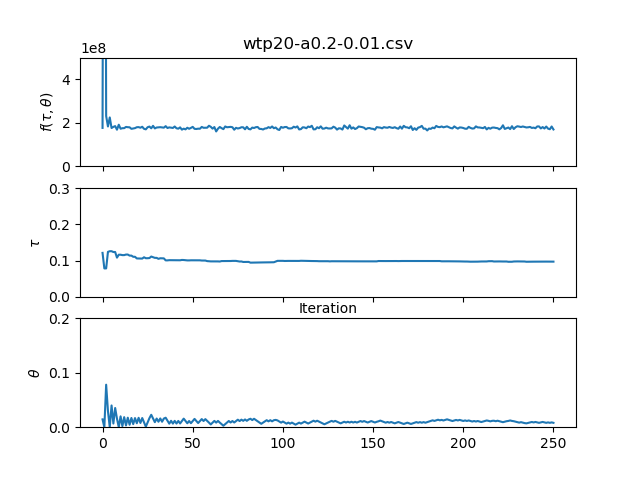 wtp20-a0.2-0.01.csv
1e8
4
2
0
f(τ, θ)
0.3
0.2
0.1
0.0
τ
Iteration
0.2
0.1
0.0
θ
0 50 100 150 200 250